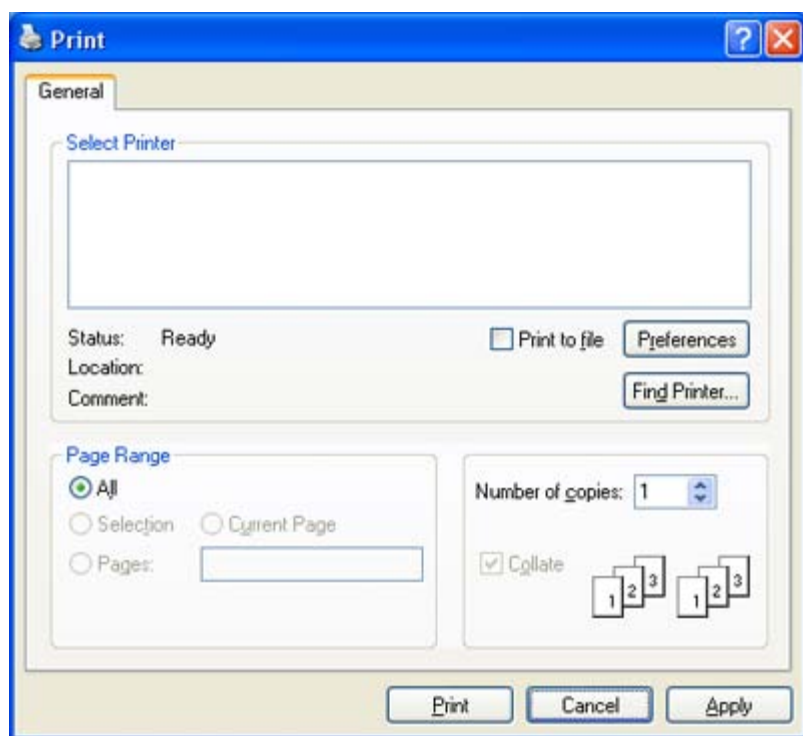 Print
General
Select Printer
Status: Ready
Print to file
Preferences
Location:
Comment:
Find Printer...
Page Range
All
Selection
Current Page
Pages:
Number of copies: 1
Collate
1 2 3 1 2 3
Print
Cancel
Apply